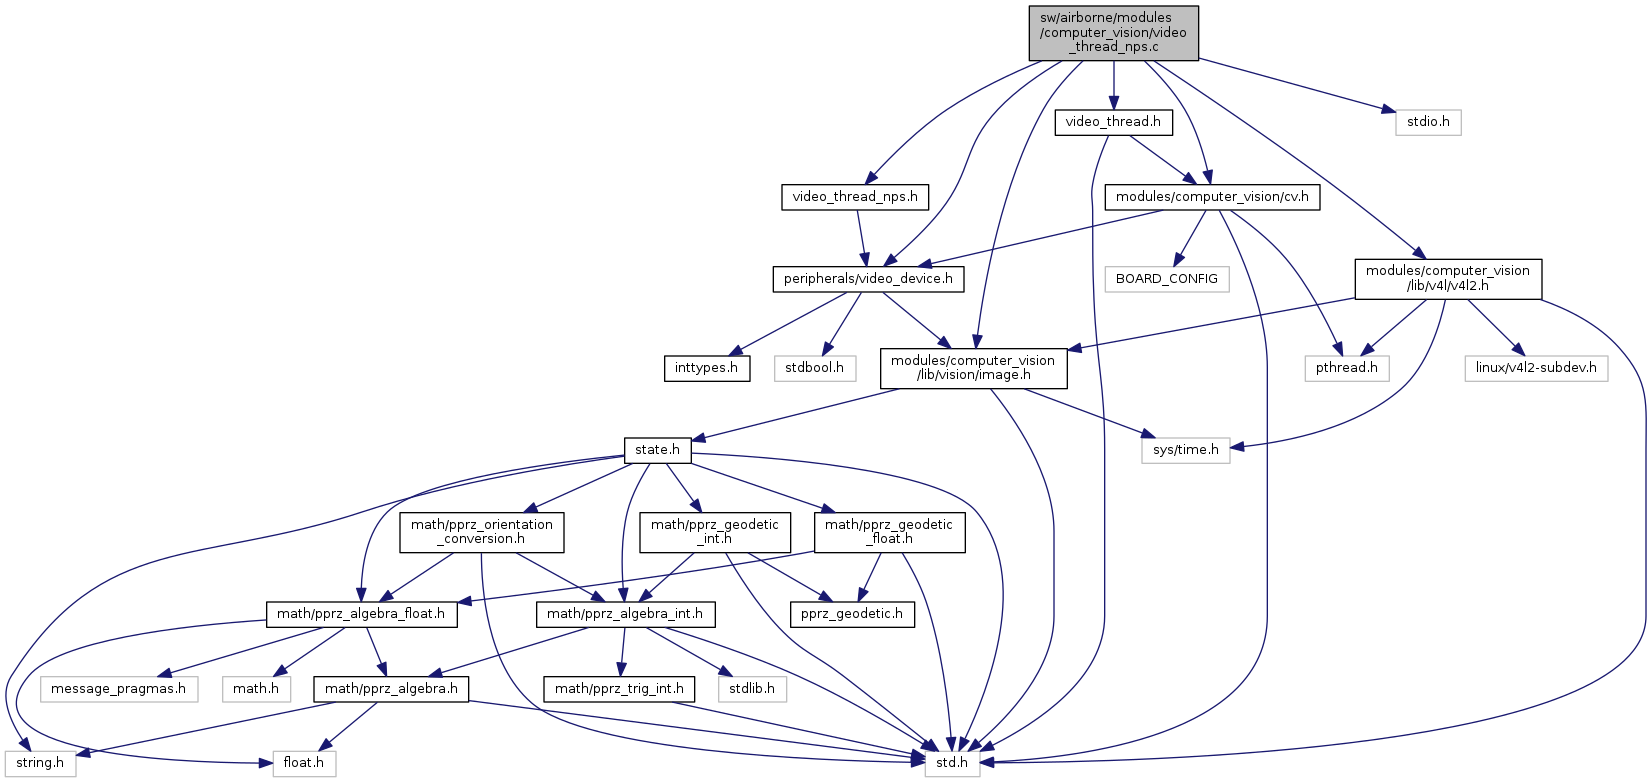 sw/airborne/modules
/computer_vision/video
_thread_nps.c
video_thread.h
stdio.h
video_thread_nps.h
modules/computer_vision/cv.h
peripherals/video_device.h
BOARD_CONFIG
modules/computer_vision
/lib/v4l/v4l2.h
inttypes.h
stdbool.h
modules/computer_vision
/lib/vision/image.h
pthread.h
linux/v4l2-subdev.h
state.h
sys/time.h
math/pprz_orientation
_conversion.h
math/pprz_geodetic
_int.h
math/pprz_geodetic
_float.h
math/pprz_algebra_float.h
math/pprz_algebra_int.h
pprz_geodetic.h
message_pragmas.h
math.h
math/pprz_algebra.h
math/pprz_trig_int.h
stdlib.h
string.h
float.h
std.h